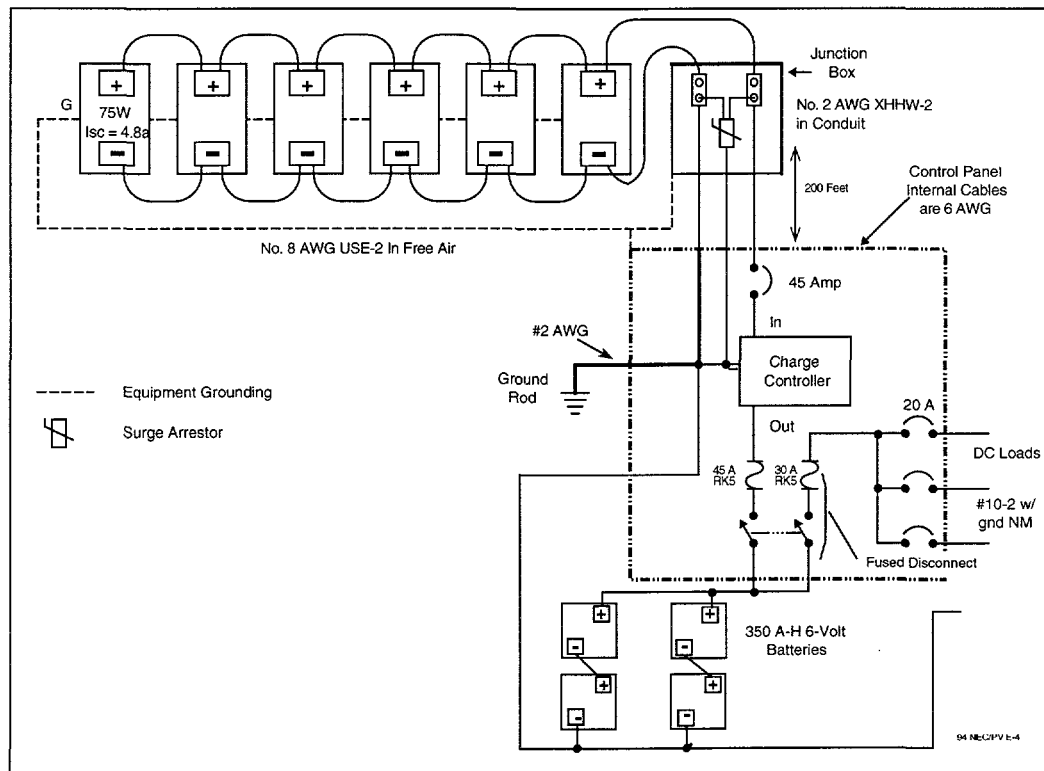 Junction
Box
G
75W
Isc = 4.8a
+
+
+
+
+
+
-
-
-
-
-
-
No. 2 AWG XHHW-2
in Conduit
200 Feet
Control Panel
Internal Cables
are 6 AWG
No. 8 AWG USE-2 In Free Air
45 Amp
In
#2 AWG
Charge
Controller
Ground
Rod
Equipment Grounding
Surge Arrestor
Out
20 A
DC Loads
45 A
RK5
30 A
RK5
#10-2 w/
gnd NM
Fused Disconnect
+
+
-
-
350 A-H 6-Volt
Batteries
+
+
-
-
94 NEC/PV E-4